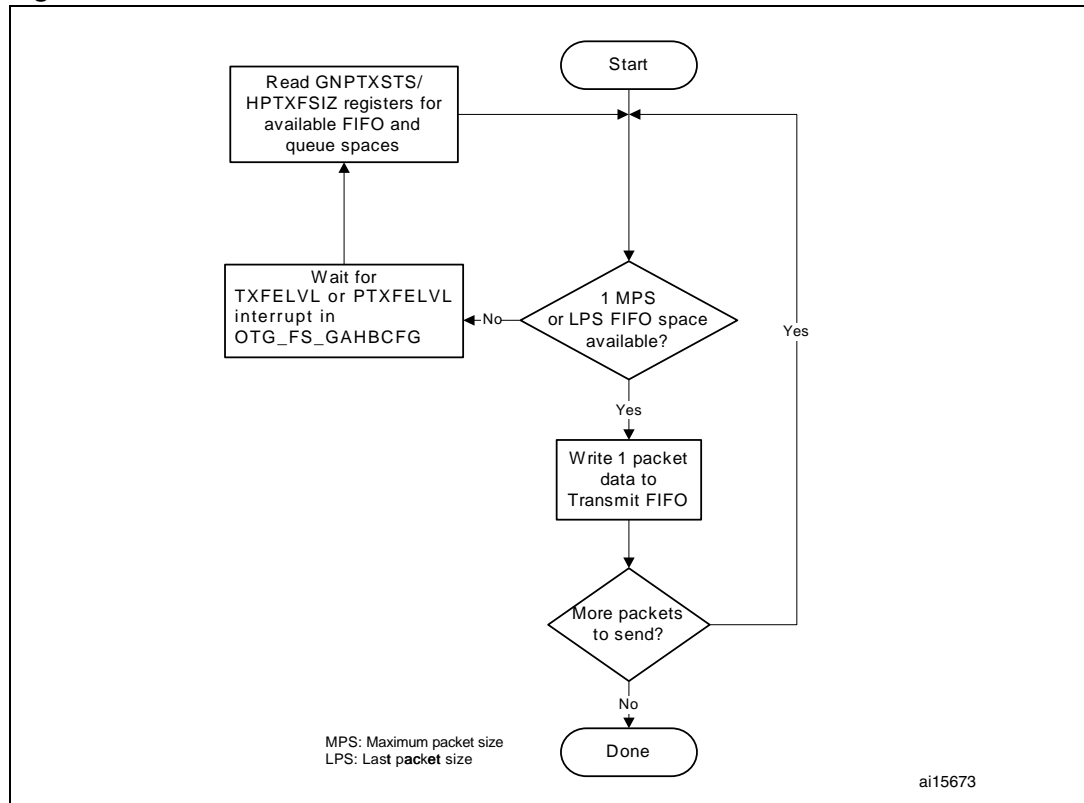 Start
Read GNPTXSTS/
HPTXFSIZ registers for
available FIFO and
queue spaces
Wait for
TXFELVL or PTXFELVL
interrupt in
OTG_FS_GAHBCFG
No
1 MPS
or LPS FIFO space
available?
Yes
Yes
Write 1 packet
data to
Transmit FIFO
More packets
to send?
No
MPS: Maximum packet size
LPS: Last packet size
Done
ai15673